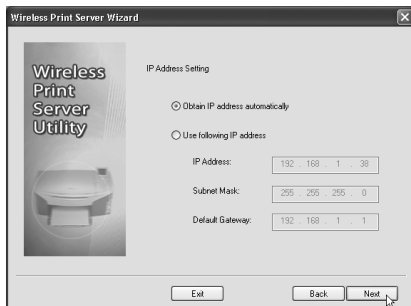 Wireless Print Server Wizard
Wireless
Print
Server
Utility
IP Address Setting
Obtain IP address automatically
Use following IP address
IP Address: 192 . 168 . 1 . 38
Subnet Mask: 255 . 255 . 255 . 0
Default Gateway: 192 . 168 . 1 . 1
Exit Back Next